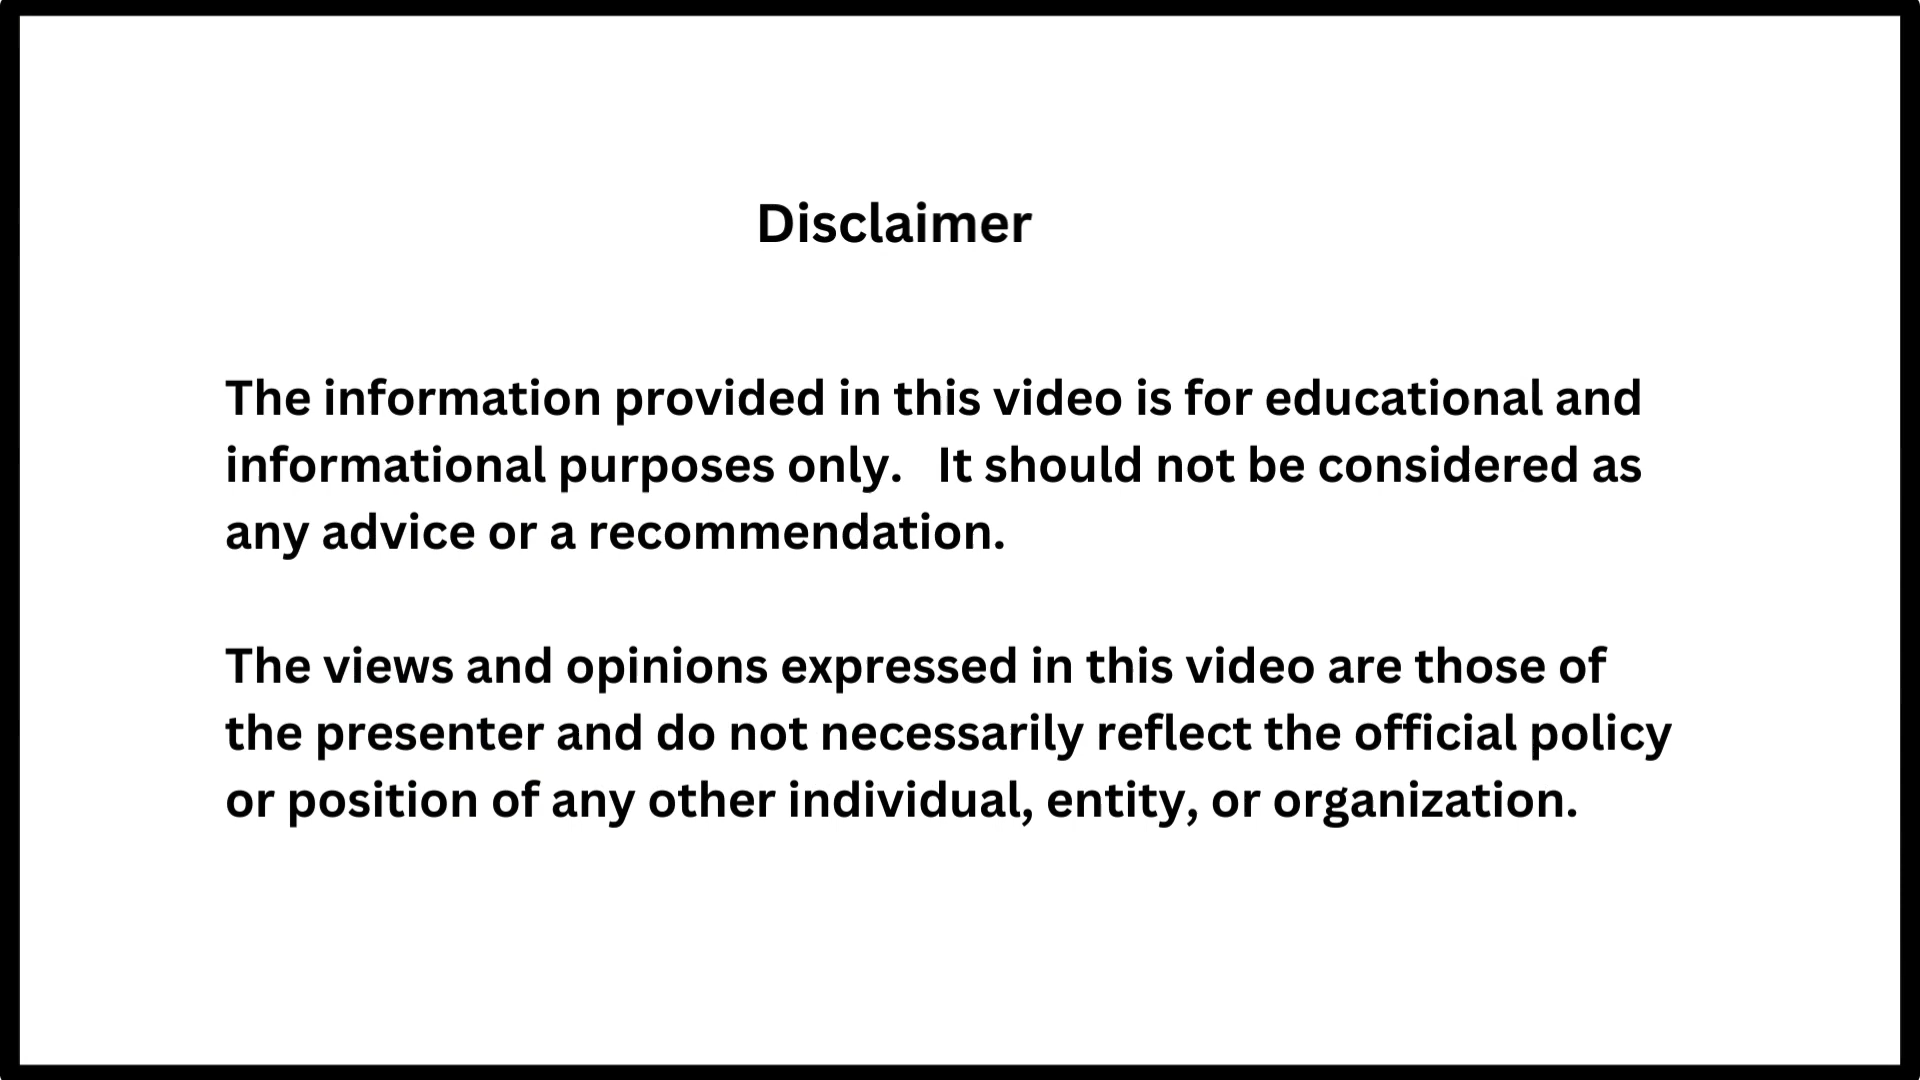 Disclaimer
The information provided in this video is for educational and
informational purposes only.   It should not be considered as
any advice or a recommendation.
The views and opinions expressed in this video are those of
the presenter and do not necessarily reflect the official policy
or position of any other individual, entity, or organization.